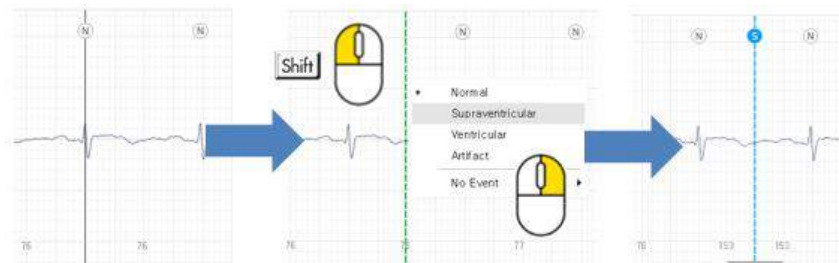 N N
Shift
N N
• Normal
Supraventricular
Ventricular
Artifact
No Event
N S N
76 76
76 77
76 153 153